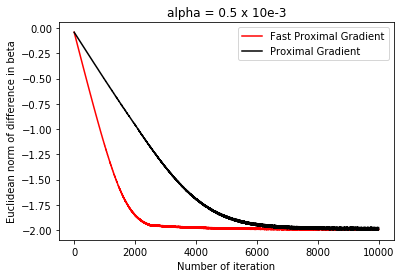 alpha = 0.5 x 10e-3
Fast Proximal Gradient
Proximal Gradient
Euclidean norm of difference in beta
0.00
−0.25
−0.50
−0.75
−1.00
−1.25
−1.50
−1.75
−2.00
0 2000 4000 6000 8000 10000
Number of iteration